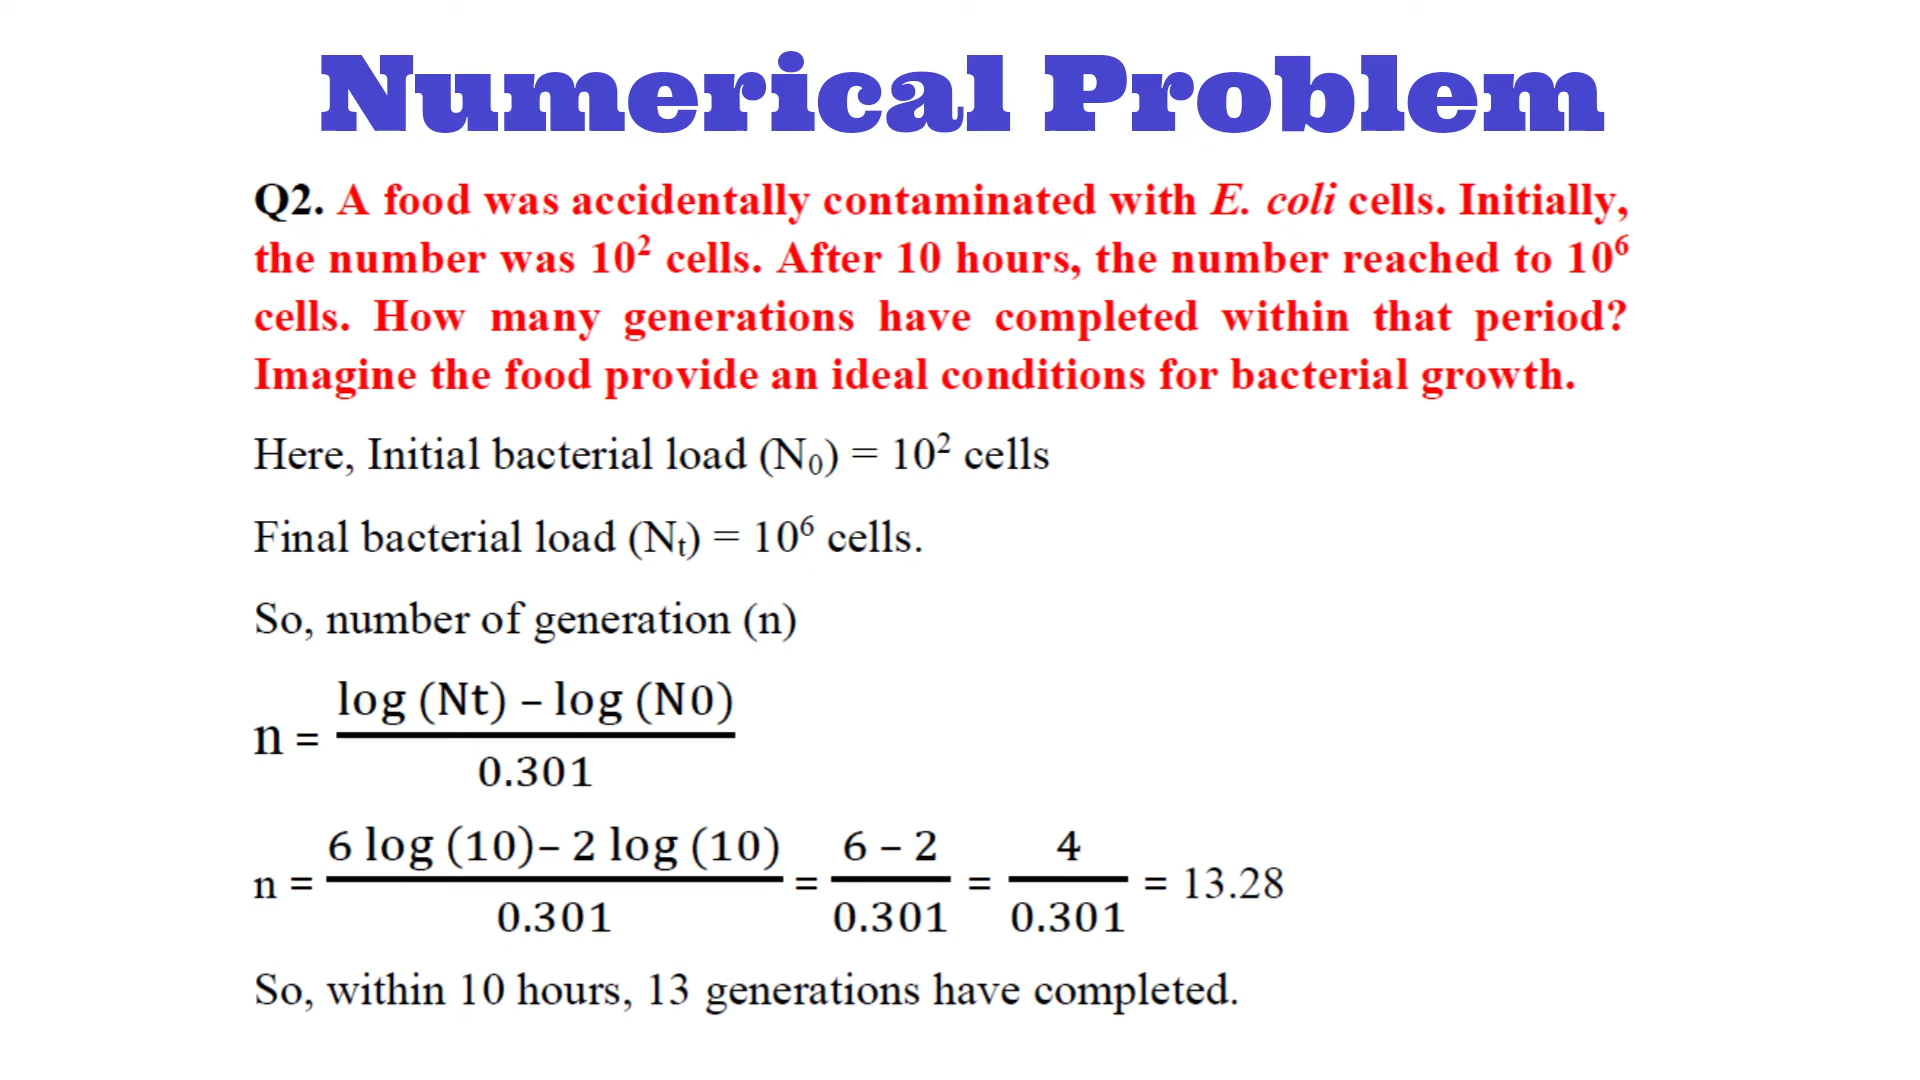 Numerical Problem
Q2. A food was accidentally contaminated with E. coli cells. Initially,
the number was 10² cells. After 10 hours, the number reached to 10⁶
cells. How many generations have completed within that period?
Imagine the food provide an ideal conditions for bacterial growth.
Here, Initial bacterial load (N₀) = 10² cells
Final bacterial load (Nₜ) = 10⁶ cells.
So, number of generation (n)
log (Nt) – log (N0)
n =
0.301
6 log (10)– 2 log (10)    6 – 2    4
n = = = = 13.28
0.301    0.301    0.301
So, within 10 hours, 13 generations have completed.